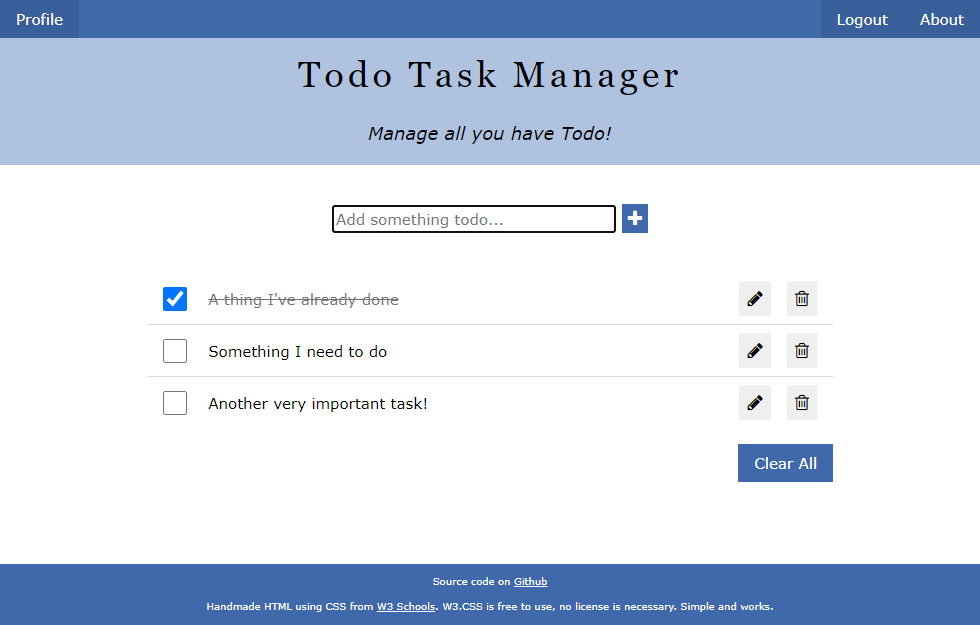 Profile Logout About
Todo Task Manager
Manage all you have Todo!
Add something todo...
A thing I've already done
Something I need to do
Another very important task!
Clear All
Source code on Github
Handmade HTML using CSS from W3 Schools. W3.CSS is free to use, no license is necessary. Simple and works.